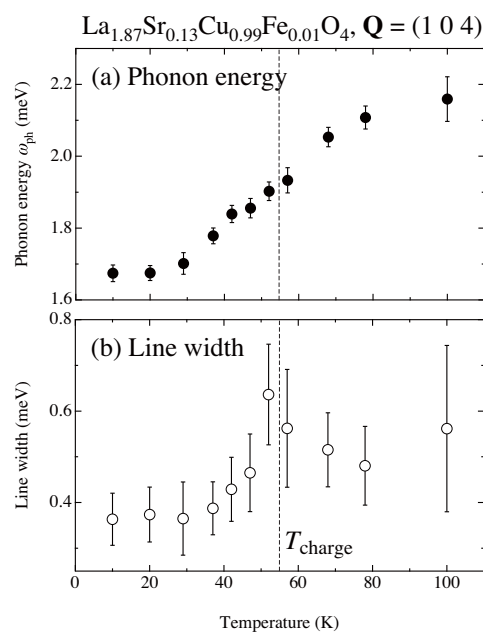 La1.87Sr0.13Cu0.99Fe0.01O4, Q = (1 0 4)
(a) Phonon energy
Phonon energy ωph (meV)
2.2
2.0
1.8
1.6
(b) Line width
Line width (meV)
0.8
0.6
0.4
Tcharge
0 20 40 60 80 100
Temperature (K)